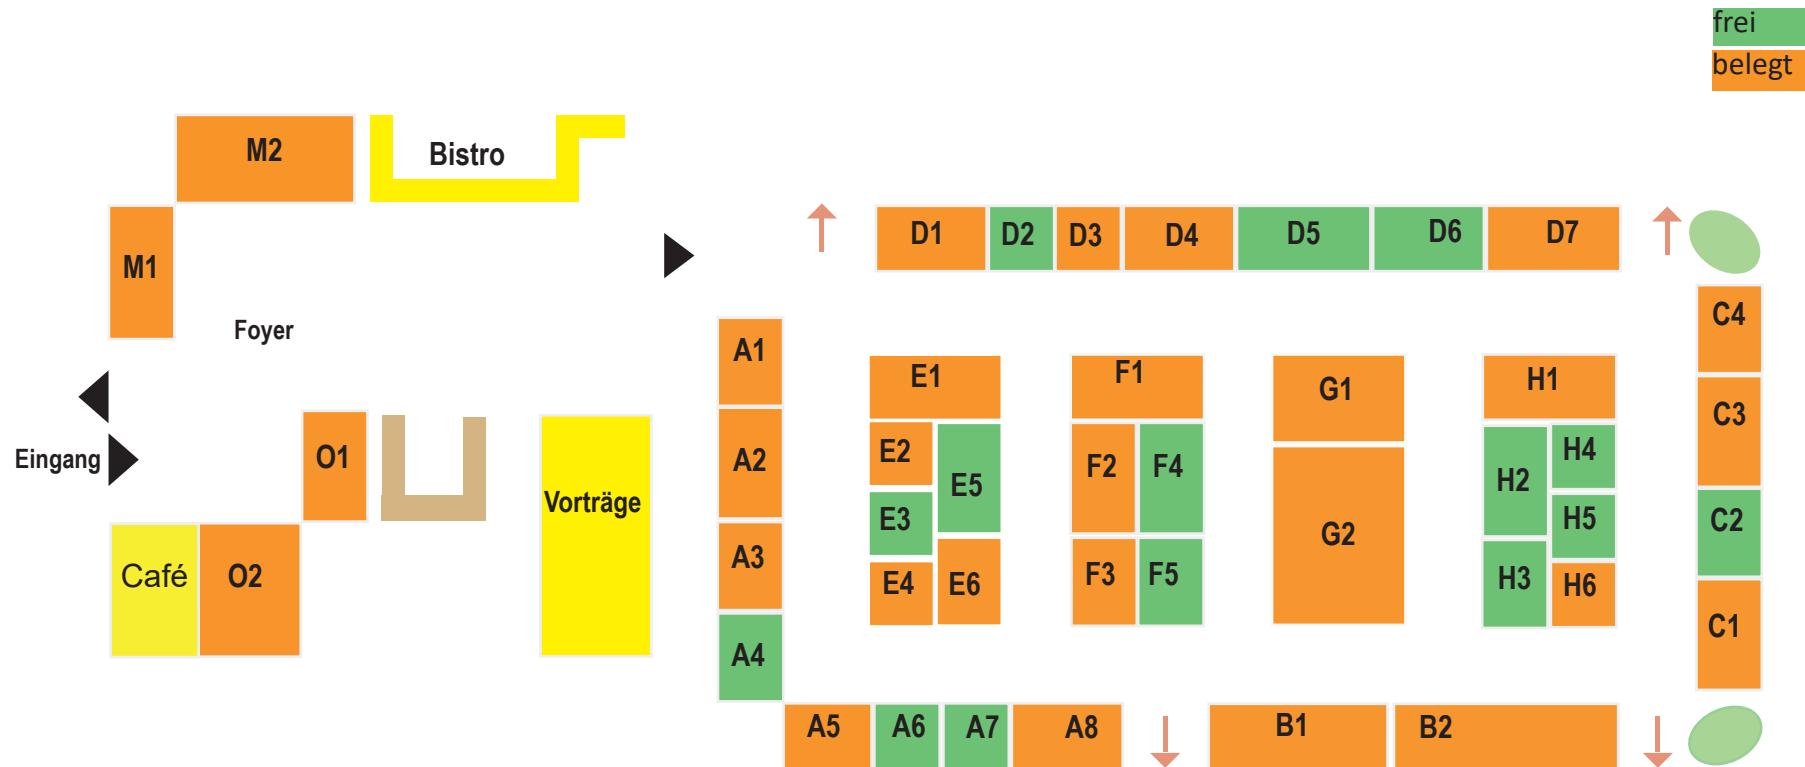 frei
belegt
M2
Bistro
M1
Foyer
Eingang
O1
Café
O2
Vorträge
D1
D2
D3
D4
D5
D6
D7
A1
A2
A3
A4
A5
A6
A7
A8
E1
E2
E3
E4
E5
E6
F1
F2
F3
F4
F5
G1
G2
H1
H2
H3
H4
H5
H6
C4
C3
C2
C1
B1
B2